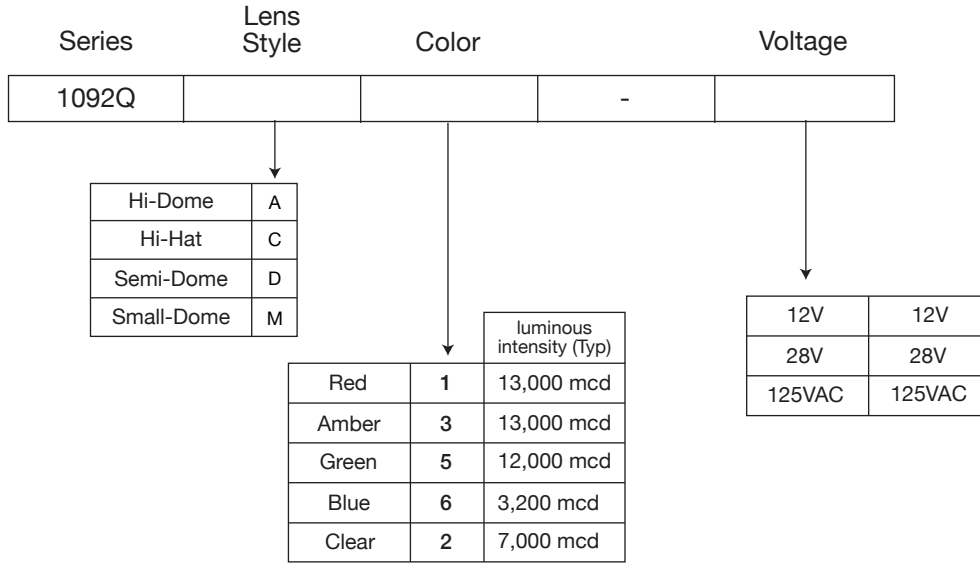 Series Lens Style Color Voltage
1092Q -
Hi-Dome A
Hi-Hat C
Semi-Dome D
Small-Dome M
luminous
intensity (Typ)
Red 1 13,000 mcd
Amber 3 13,000 mcd
Green 5 12,000 mcd
Blue 6 3,200 mcd
Clear 2 7,000 mcd
12V 12V
28V 28V
125VAC 125VAC